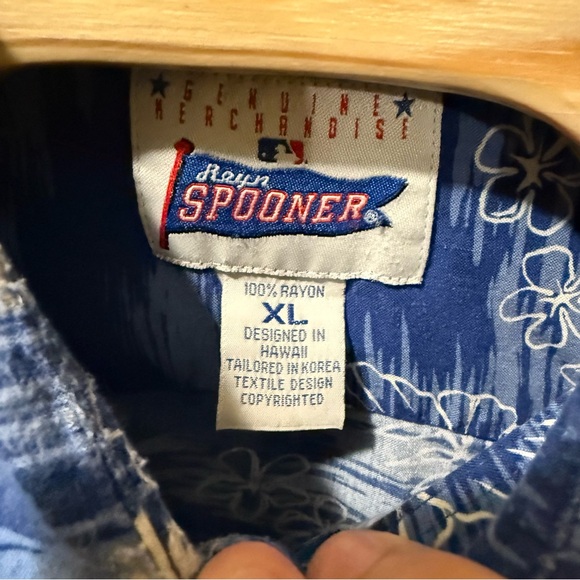 GENUINE
MERCHANDISE
Reyn
SPOONER®
100% RAYON
XL
DESIGNED IN
HAWAII
TAILORED IN KOREA
TEXTILE DESIGN
COPYRIGHTED